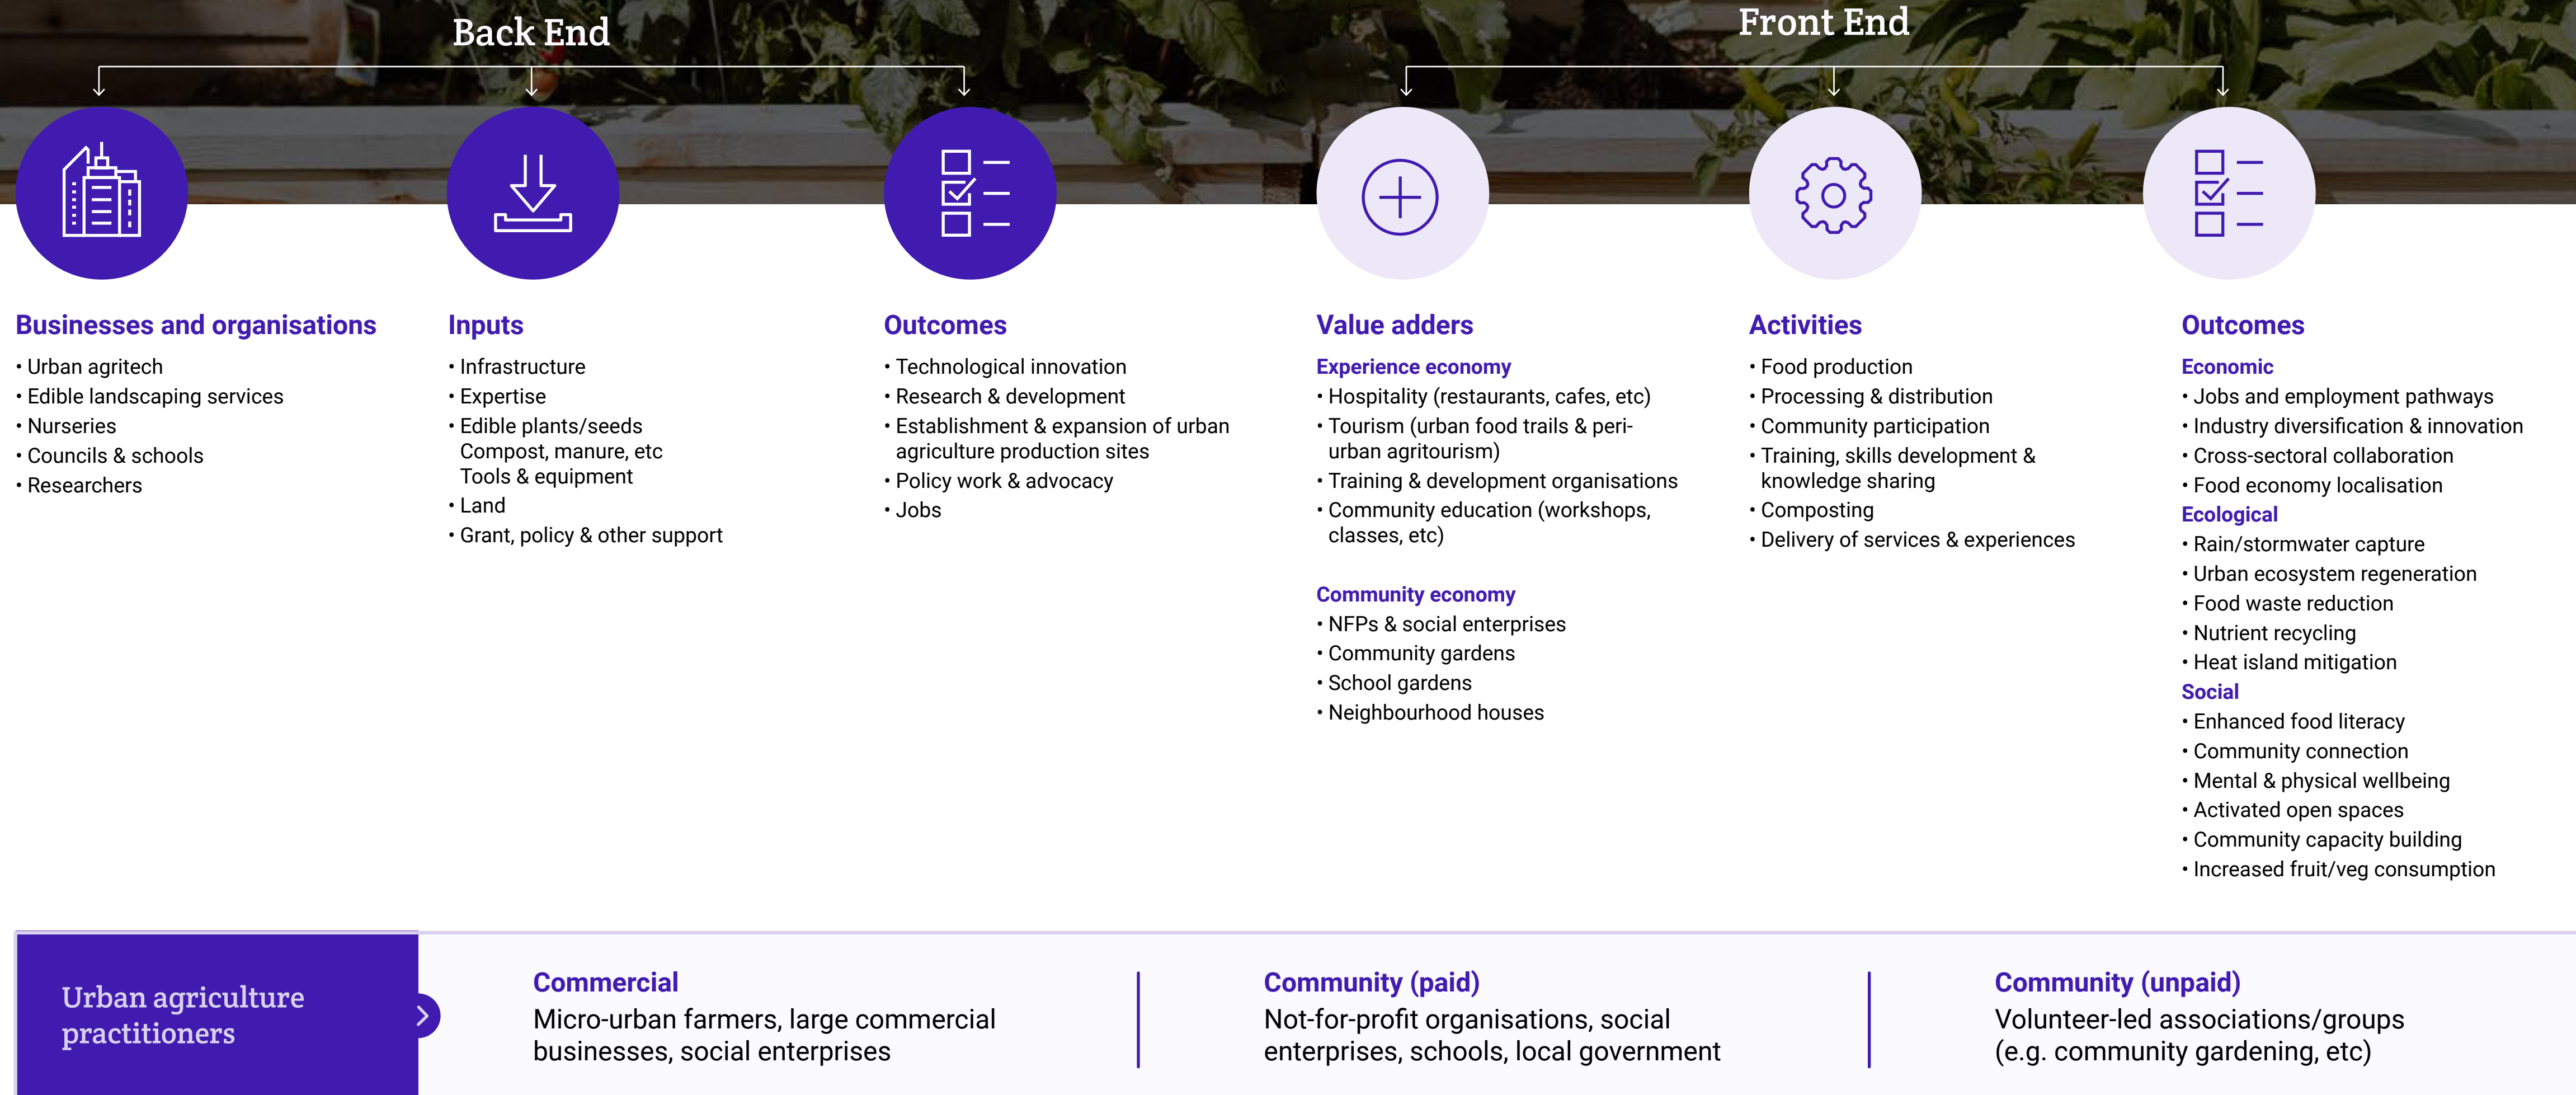 Back End
Front End
Businesses and organisations
• Urban agritech
• Edible landscaping services
• Nurseries
• Councils & schools
• Researchers
Inputs
• Infrastructure
• Expertise
• Edible plants/seeds
Compost, manure, etc
Tools & equipment
• Land
• Grant, policy & other support
Outcomes
• Technological innovation
• Research & development
• Establishment & expansion of urban
agriculture production sites
• Policy work & advocacy
• Jobs
Value adders
Experience economy
• Hospitality (restaurants, cafes, etc)
• Tourism (urban food trails & peri-
urban agritourism)
• Training & development organisations
• Community education (workshops,
classes, etc)
Community economy
• NFPs & social enterprises
• Community gardens
• School gardens
• Neighbourhood houses
Activities
• Food production
• Processing & distribution
• Community participation
• Training, skills development &
knowledge sharing
• Composting
• Delivery of services & experiences
Outcomes
Economic
• Jobs and employment pathways
• Industry diversification & innovation
• Cross-sectoral collaboration
• Food economy localisation
Ecological
• Rain/stormwater capture
• Urban ecosystem regeneration
• Food waste reduction
• Nutrient recycling
• Heat island mitigation
Social
• Enhanced food literacy
• Community connection
• Mental & physical wellbeing
• Activated open spaces
• Community capacity building
• Increased fruit/veg consumption
Urban agriculture
practitioners
Commercial
Micro-urban farmers, large commercial
businesses, social enterprises
Community (paid)
Not-for-profit organisations, social
enterprises, schools, local government
Community (unpaid)
Volunteer-led associations/groups
(e.g. community gardening, etc)